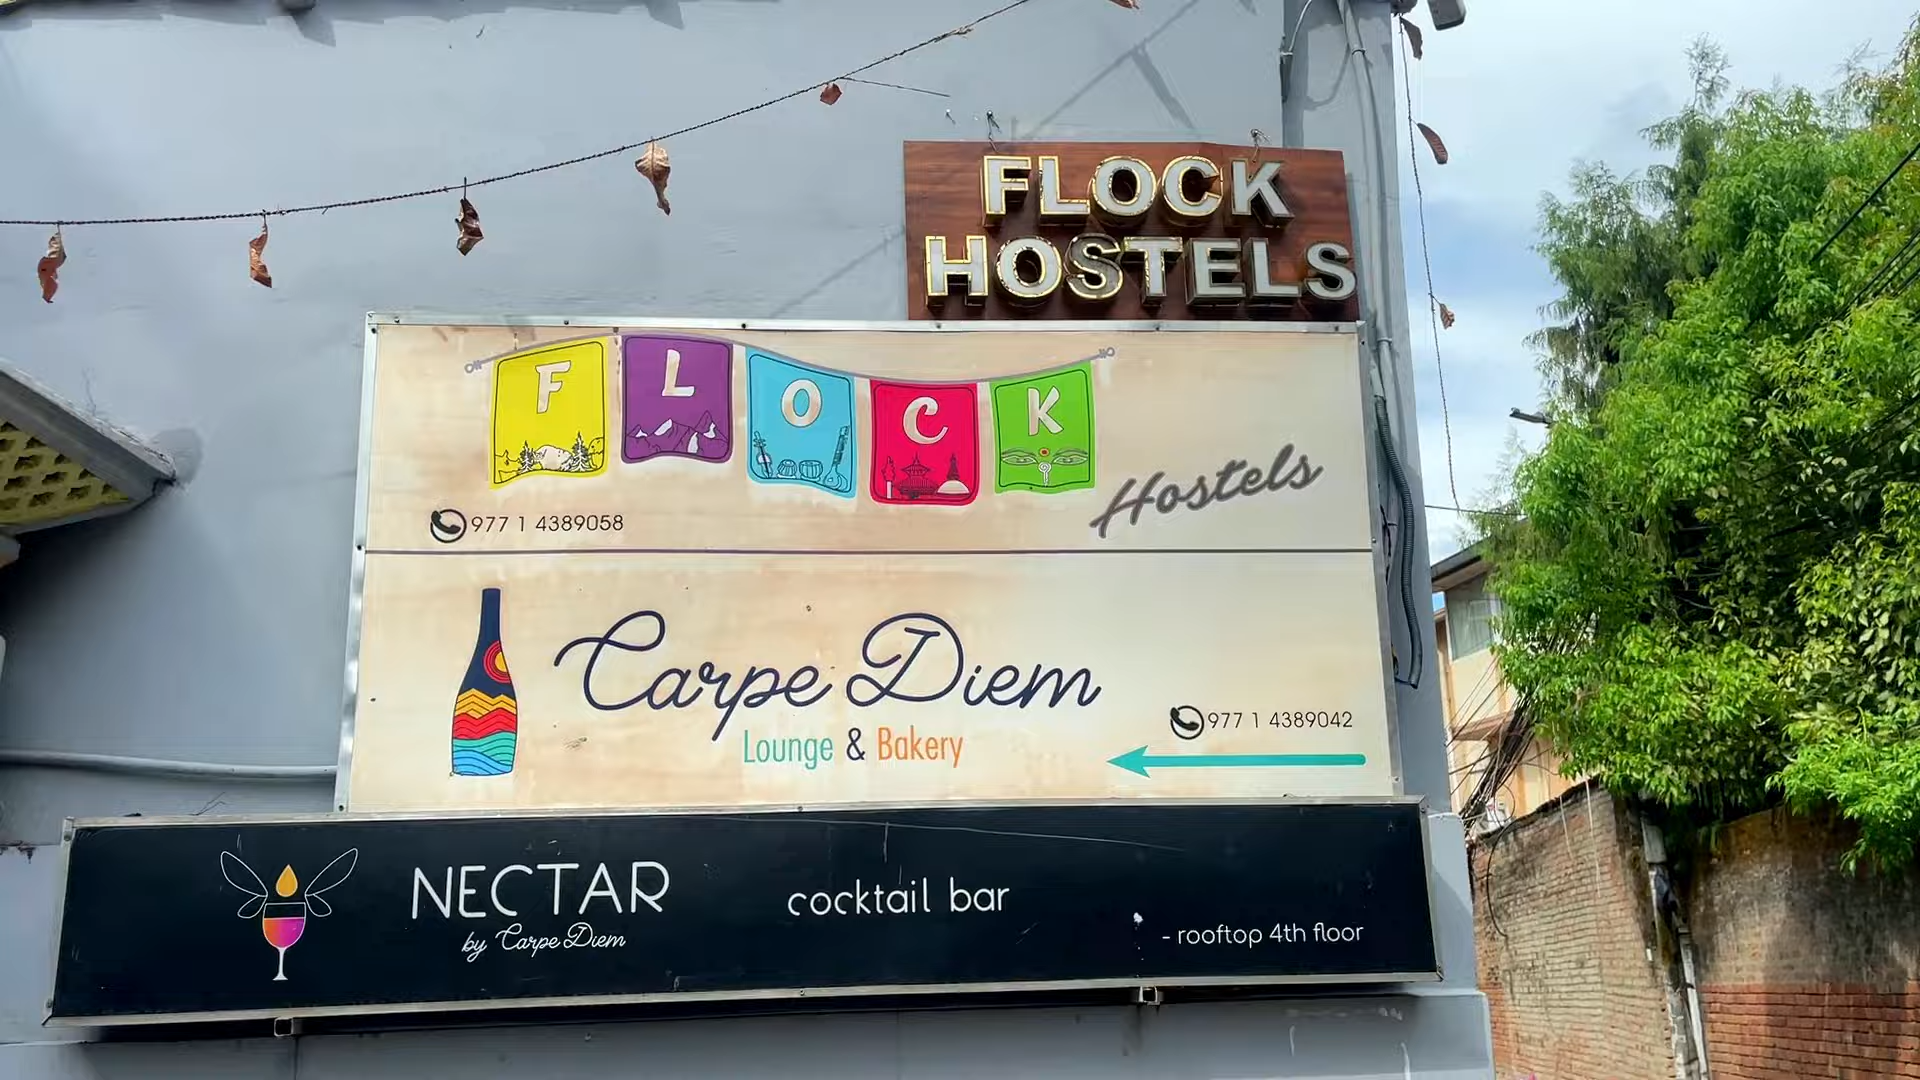 FLOCK
HOSTELS
FLOCK
Hostels
977 1 4389058
Carpe Diem
Lounge & Bakery
977 1 4389042
NECTAR
by Carpe Diem
cocktail bar
- rooftop 4th floor